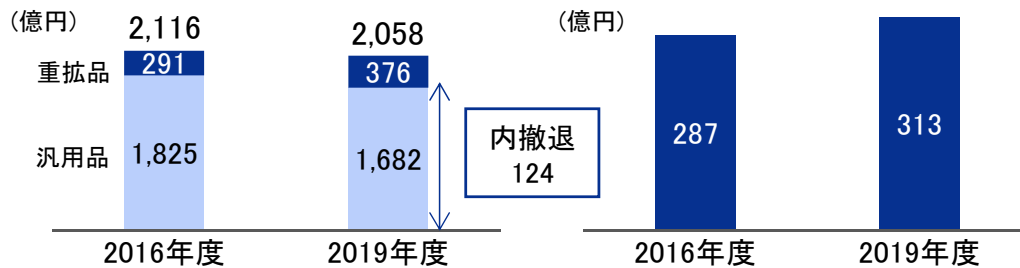 (億円)
2,116
2,058
重拡品
291
376
汎用品
1,825
1,682
内撤退
124
2016年度
2019年度
(億円)
287
313
2016年度
2019年度